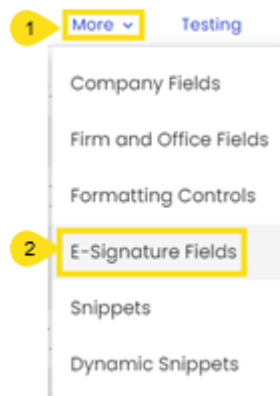 1 More Testing
Company Fields
Firm and Office Fields
Formatting Controls
2 E-Signature Fields
Snippets
Dynamic Snippets